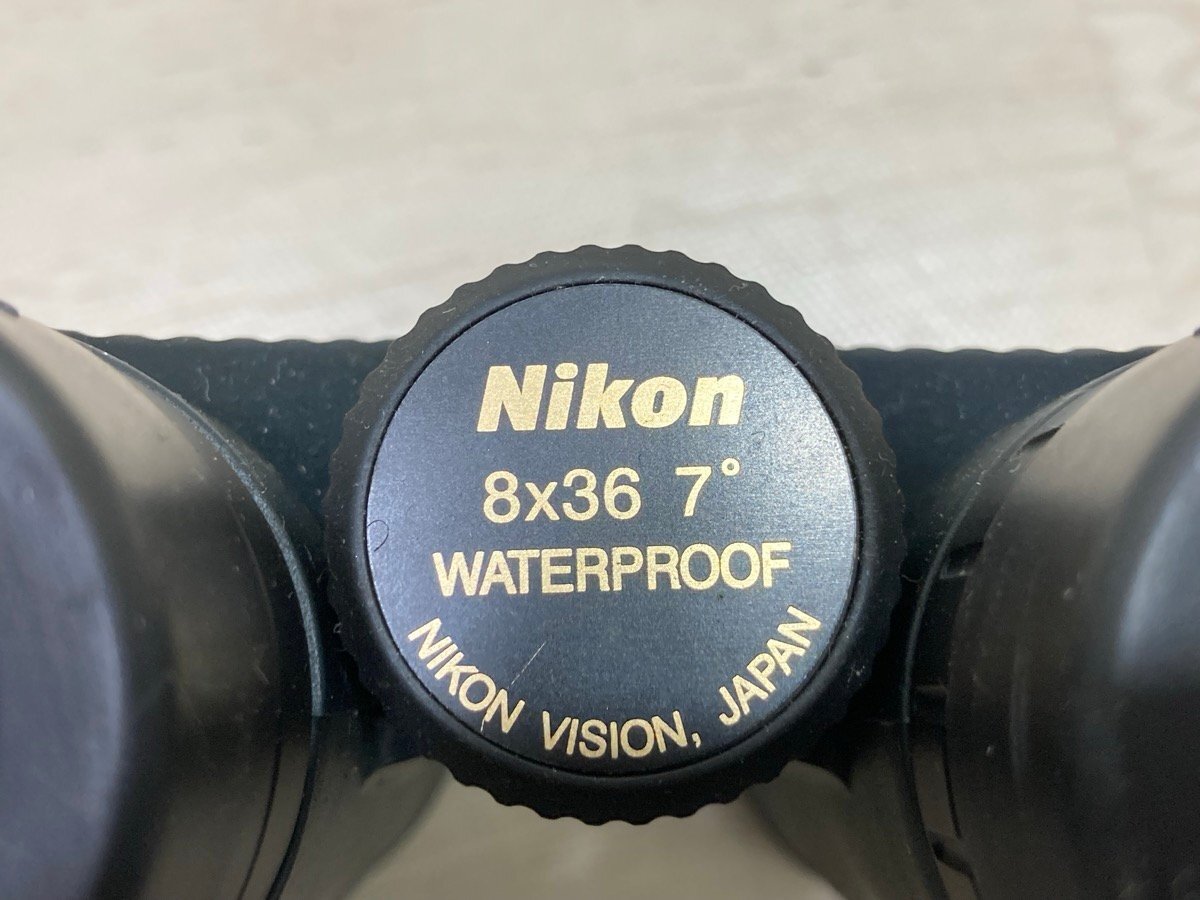 Nikon
8x36 7°
WATERPROOF
NIKON VISION, JAPAN